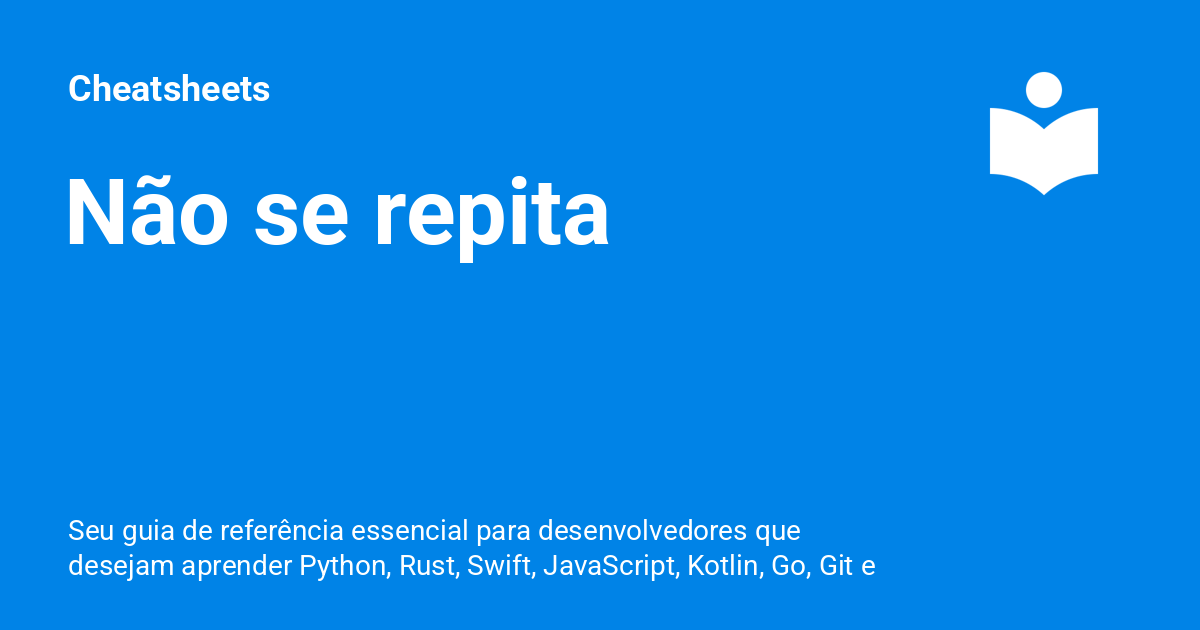 Cheatsheets
Não se repita
Seu guia de referência essencial para desenvolvedores que
desejam aprender Python, Rust, Swift, JavaScript, Kotlin, Go, Git e